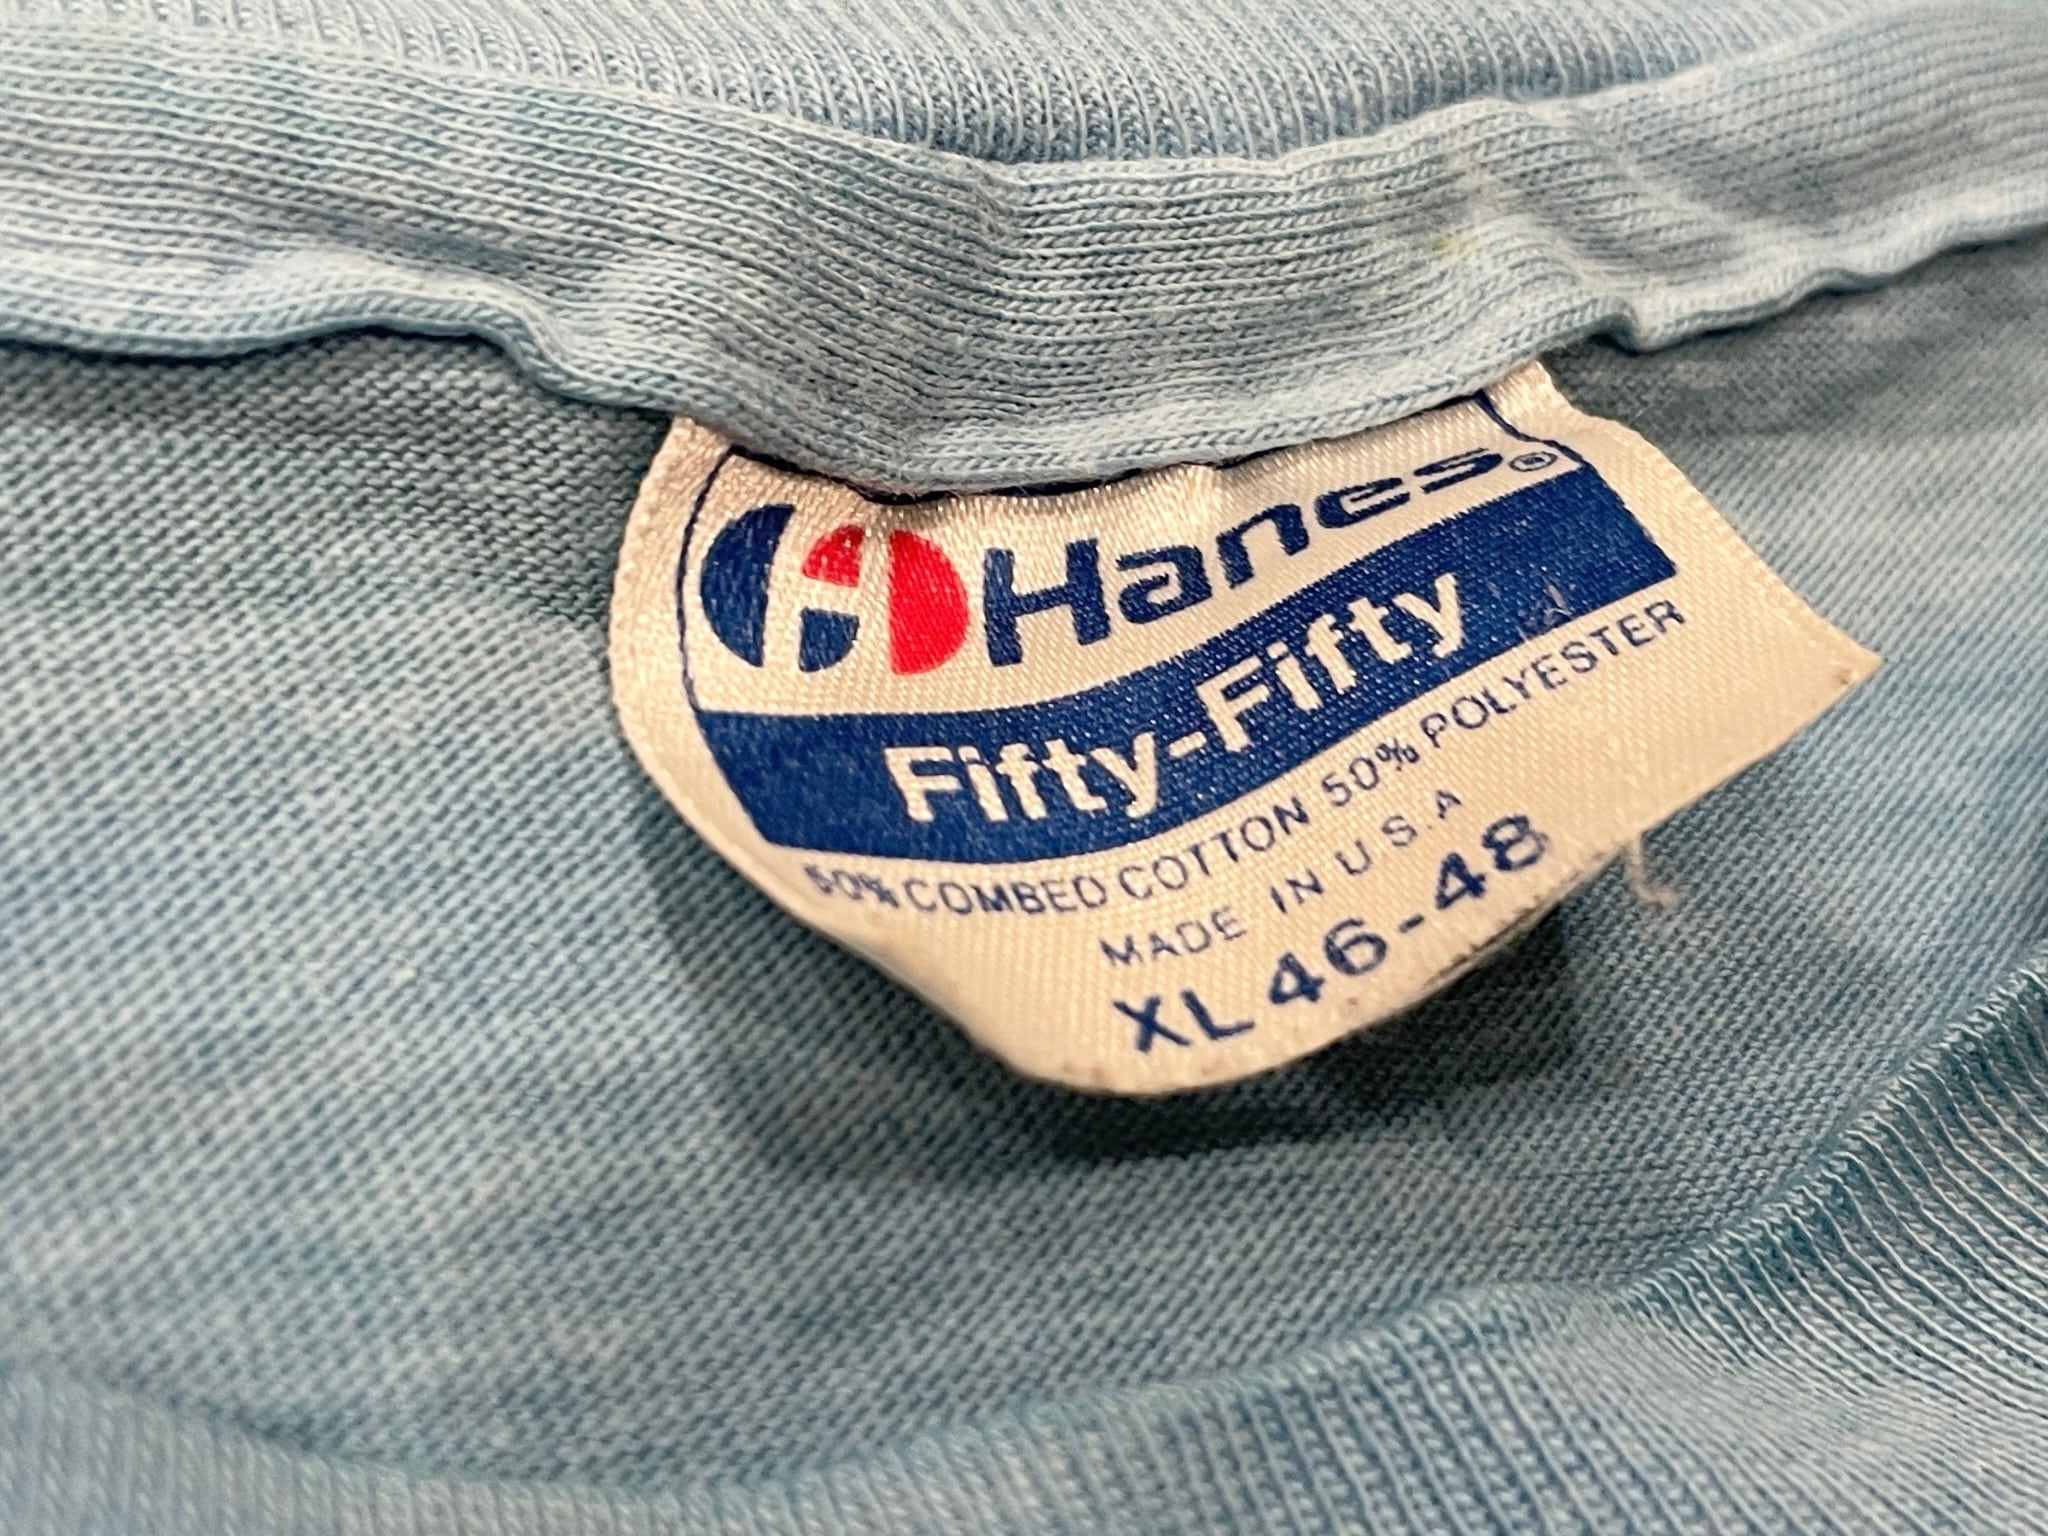 Hanes®
Fifty-Fifty
50% COMBED COTTON 50% POLYESTER
MADE IN U.S.A
XL 46-48